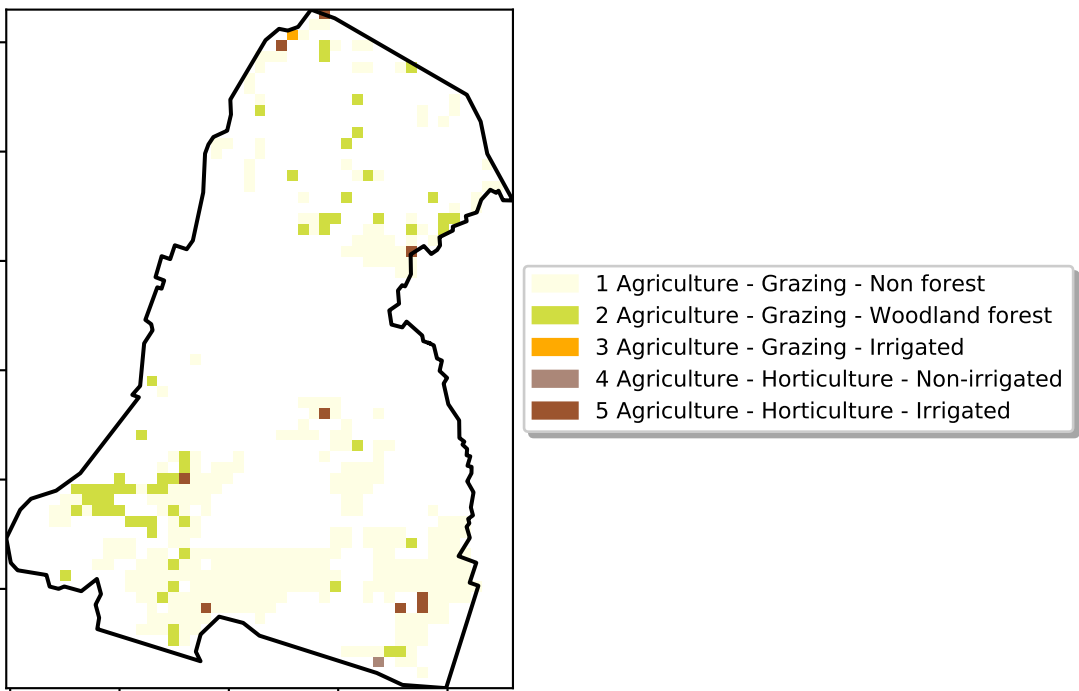 1 Agriculture - Grazing - Non forest
2 Agriculture - Grazing - Woodland forest
3 Agriculture - Grazing - Irrigated
4 Agriculture - Horticulture - Non-irrigated
5 Agriculture - Horticulture - Irrigated